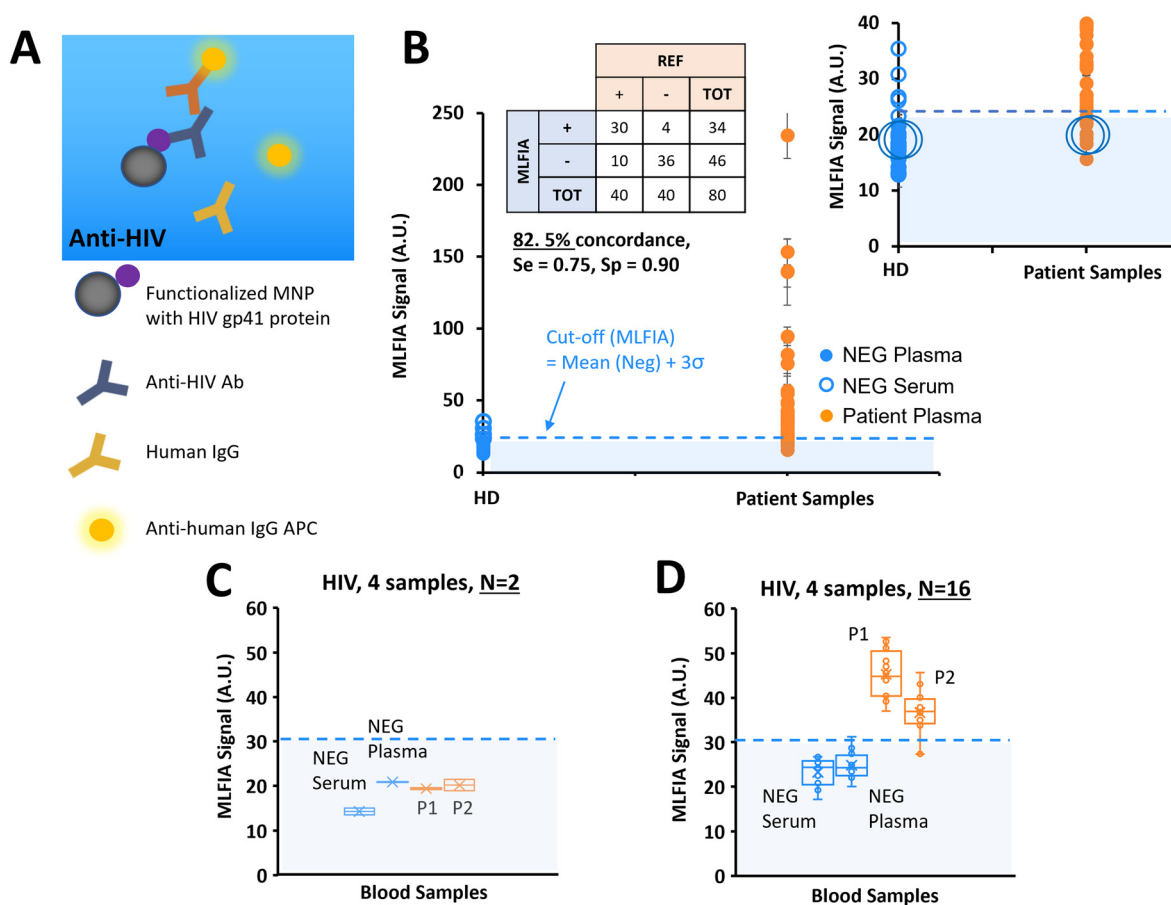 A
Anti-HIV
Functionalized MNP
with HIV gp41 protein
Anti-HIV Ab
Human IgG
Anti-human IgG APC
B
MLFIA Signal (A.U.)
250
200
150
100
50
0
HD
Patient Samples
REF
+ - TOT
MLFIA
+ 30 4 34
- 10 36 46
TOT 40 40 80
82. 5% concordance,
Se = 0.75, Sp = 0.90
Cut-off (MLFIA)
= Mean (Neg) + 3σ
MLFIA Signal (A.U.)
40
30
20
10
0
HD
Patient Samples
NEG Plasma
NEG Serum
Patient Plasma
C
HIV, 4 samples, N=2
MLFIA Signal (A.U.)
60
50
40
30
20
10
0
NEG
Serum
NEG
Plasma
P1
P2
Blood Samples
D
HIV, 4 samples, N=16
MLFIA Signal (A.U.)
60
50
40
30
20
10
0
P1
P2
NEG
Serum
NEG
Plasma
Blood Samples